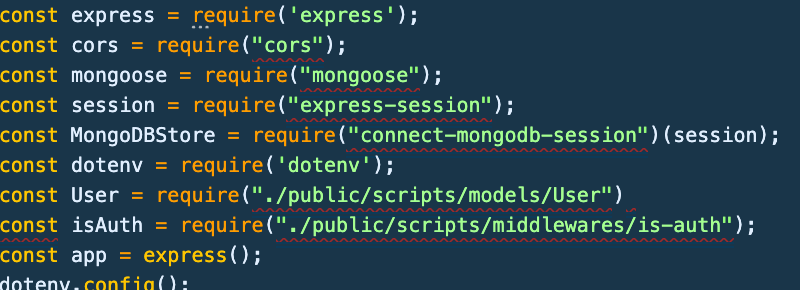 const express = require('express');
const cors = require("cors");
const mongoose = require("mongoose");
const session = require("express-session");
const MongoDBStore = require("connect-mongodb-session")(session);
const dotenv = require('dotenv');
const User = require("./public/scripts/models/User")
const isAuth = require("./public/scripts/middlewares/is-auth");
const app = express();
dotenv.config();